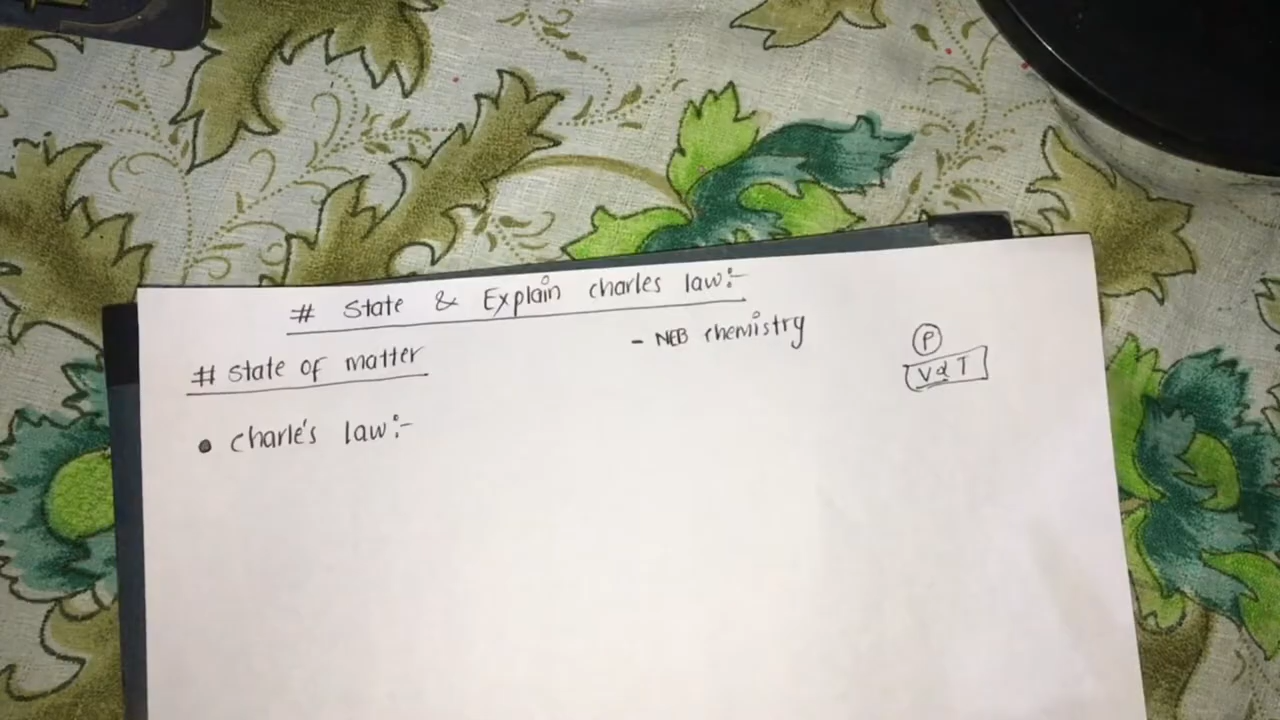 # State & Explain charles law:-
- NEB chemistry
# State of matter
P
V α T
• Charle's law:-